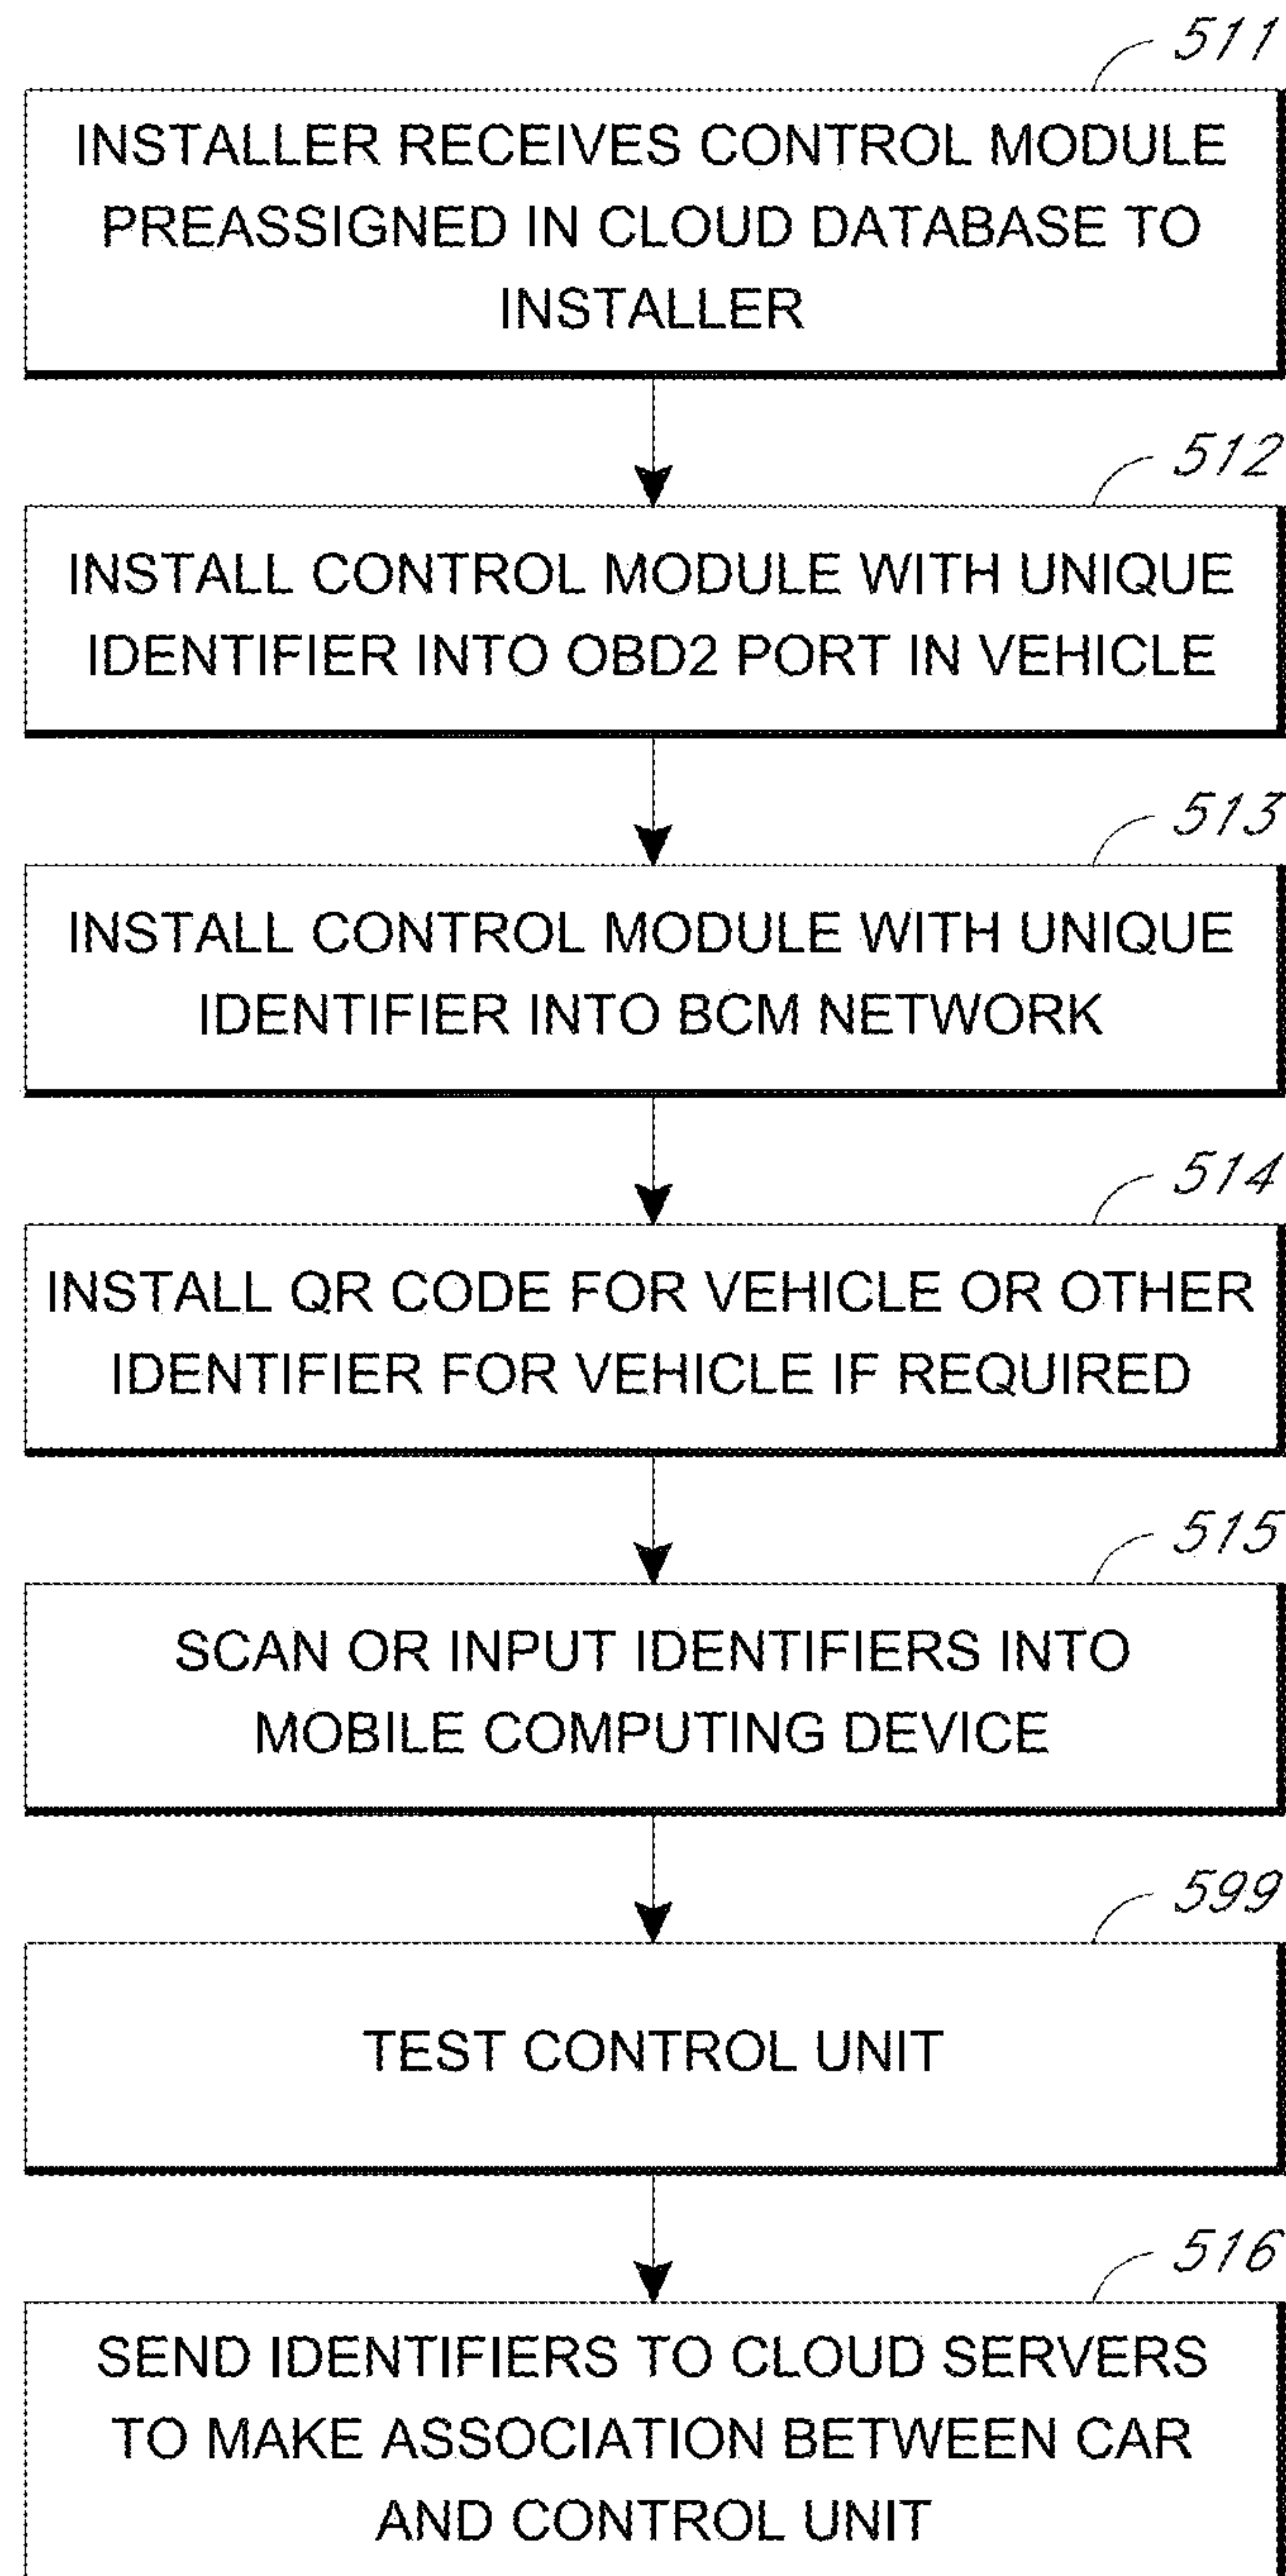 511
INSTALLER RECEIVES CONTROL MODULE
PREASSIGNED IN CLOUD DATABASE TO
INSTALLER
512
INSTALL CONTROL MODULE WITH UNIQUE
IDENTIFIER INTO OBD2 PORT IN VEHICLE
513
INSTALL CONTROL MODULE WITH UNIQUE
IDENTIFIER INTO BCM NETWORK
514
INSTALL QR CODE FOR VEHICLE OR OTHER
IDENTIFIER FOR VEHICLE IF REQUIRED
515
SCAN OR INPUT IDENTIFIERS INTO
MOBILE COMPUTING DEVICE
599
TEST CONTROL UNIT
516
SEND IDENTIFIERS TO CLOUD SERVERS
TO MAKE ASSOCIATION BETWEEN CAR
AND CONTROL UNIT